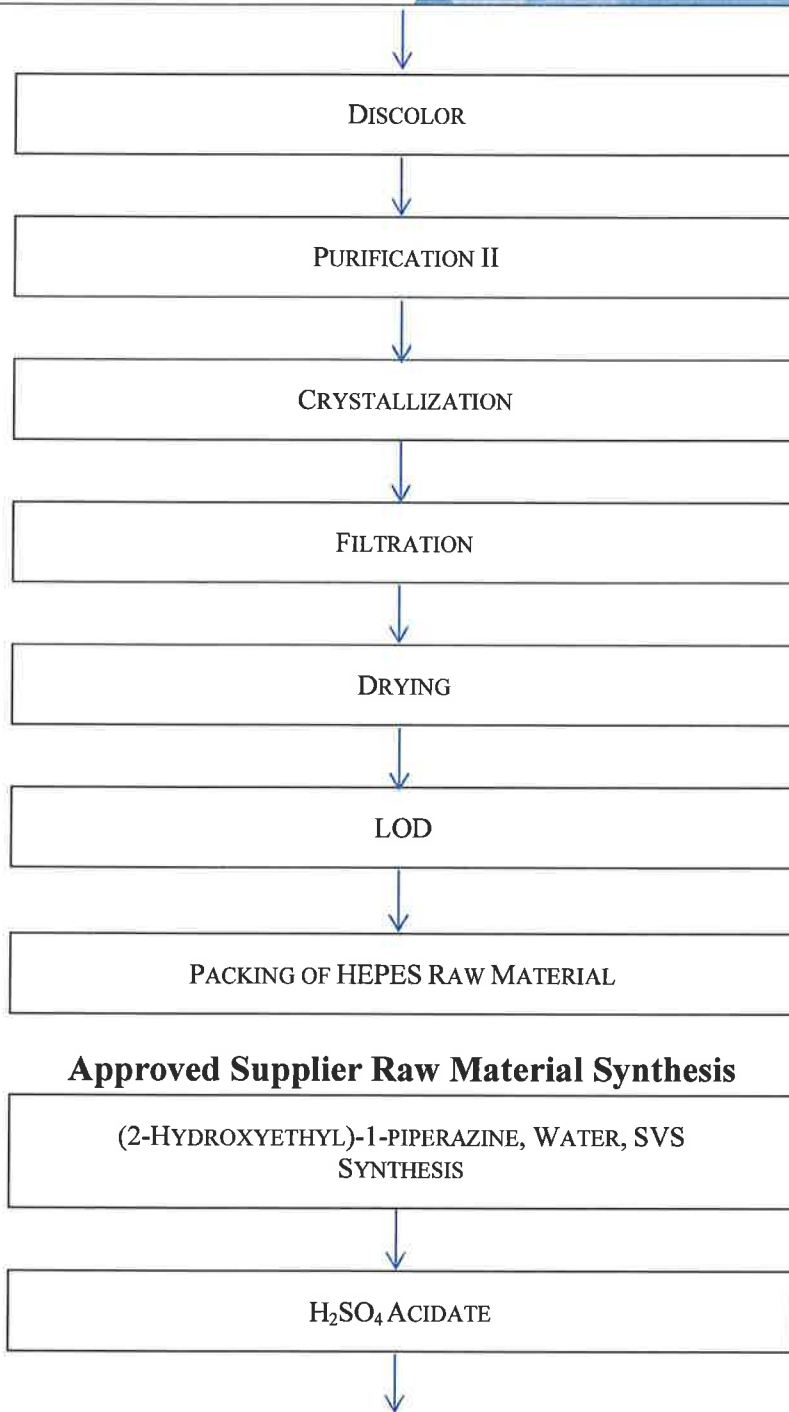 DISCOLOR
PURIFICATION II
CRYSTALLIZATION
FILTRATION
DRYING
LOD
PACKING OF HEPES RAW MATERIAL
Approved Supplier Raw Material Synthesis
(2-HYDROXYETHYL)-1-PIPERAZINE, WATER, SVS
SYNTHESIS
H₂SO₄ ACIDATE